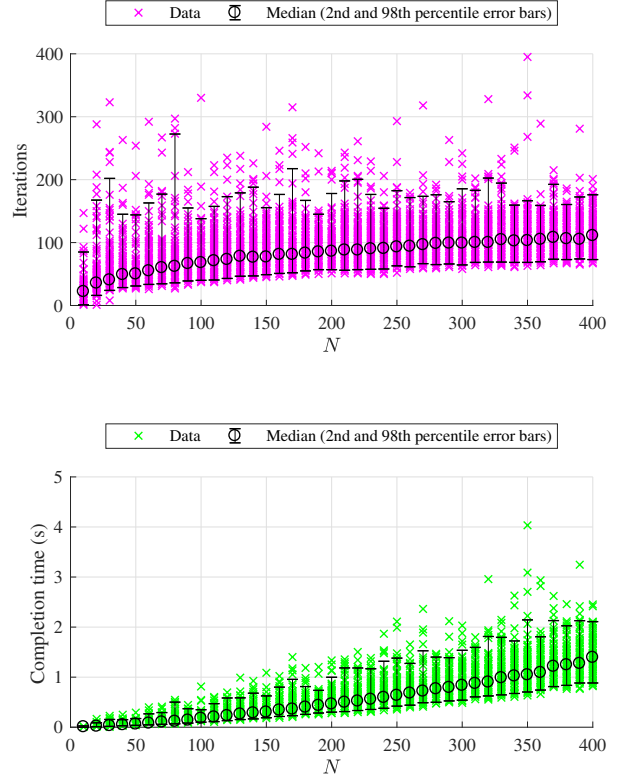 Data Median (2nd and 98th percentile error bars)
400
300
200
100
0
Iterations
0 50 100 150 200 250 300 350 400
N
Data Median (2nd and 98th percentile error bars)
5
4
3
2
1
0
Completion time (s)
0 50 100 150 200 250 300 350 400
N